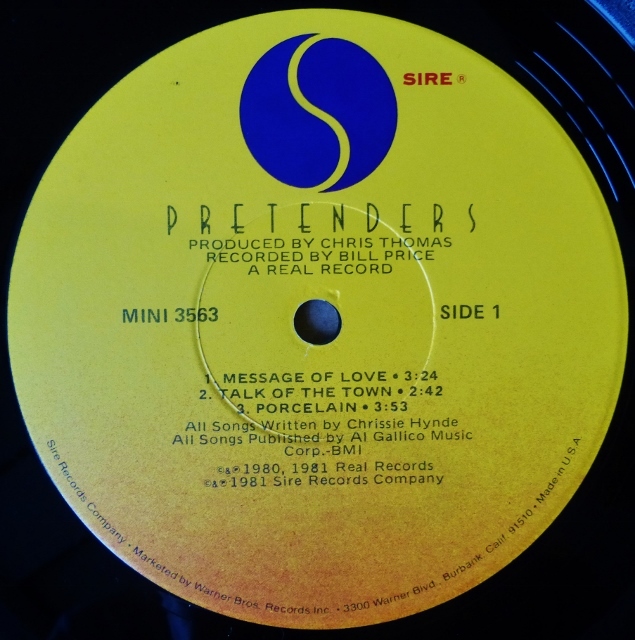 SIRE ®
PRETENDERS
PRODUCED BY CHRIS THOMAS
RECORDED BY BILL PRICE
A REAL RECORD
MINI 3563
SIDE 1
1. MESSAGE OF LOVE • 3:24
2. TALK OF THE TOWN • 2:42
3. PORCELAIN • 3:53
All Songs Written by Chrissie Hynde
All Songs Published by Al Gallico Music
Corp.-BMI
©&℗ 1980, 1981 Real Records
©&℗ 1981 Sire Records Company
Sire Records Company • Marketed by Warner Bros. Records Inc. • 3300 Warner Blvd., Burbank, Calif. 91510 • Made in U.S.A